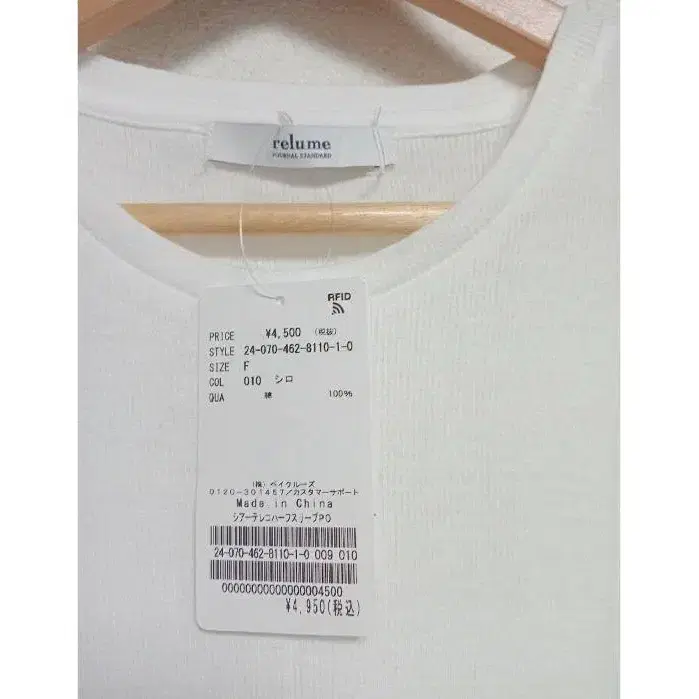 relume
JOURNAL STANDARD
RFID
PRICE ¥4,500 (税抜)
STYLE 24-070-462-8110-1-0
SIZE F
COL 010 シロ
QUA 綿 100%
(株) ベイクルーズ
0120-301457/カスタマーサポート
Made in China
シアーテレコハーフスリーブPO
24-070-462-8110-1-0 009 010
00000000000000004500
¥4,950(税込)